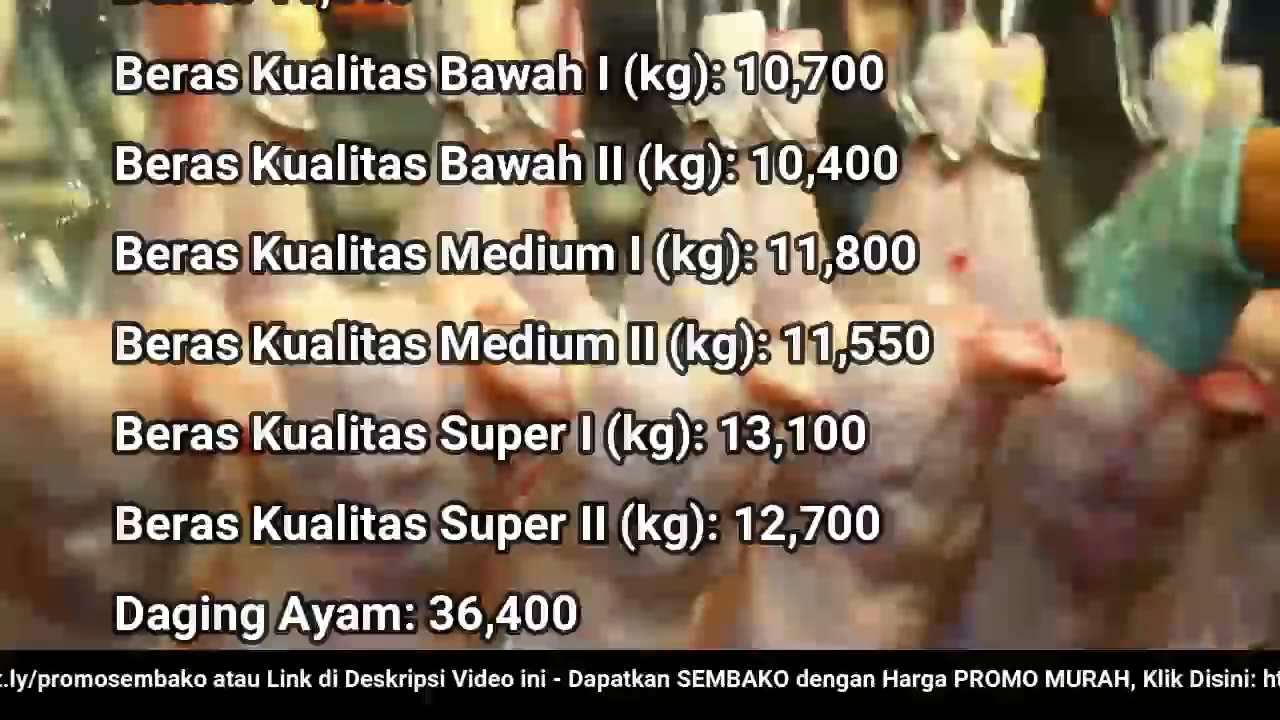 Beras Kualitas Bawah I (kg): 10,700
Beras Kualitas Bawah II (kg): 10,400
Beras Kualitas Medium I (kg): 11,800
Beras Kualitas Medium II (kg): 11,550
Beras Kualitas Super I (kg): 13,100
Beras Kualitas Super II (kg): 12,700
Daging Ayam: 36,400
t.ly/promosembako atau Link di Deskripsi Video ini - Dapatkan SEMBAKO dengan Harga PROMO MURAH, Klik Disini: ht